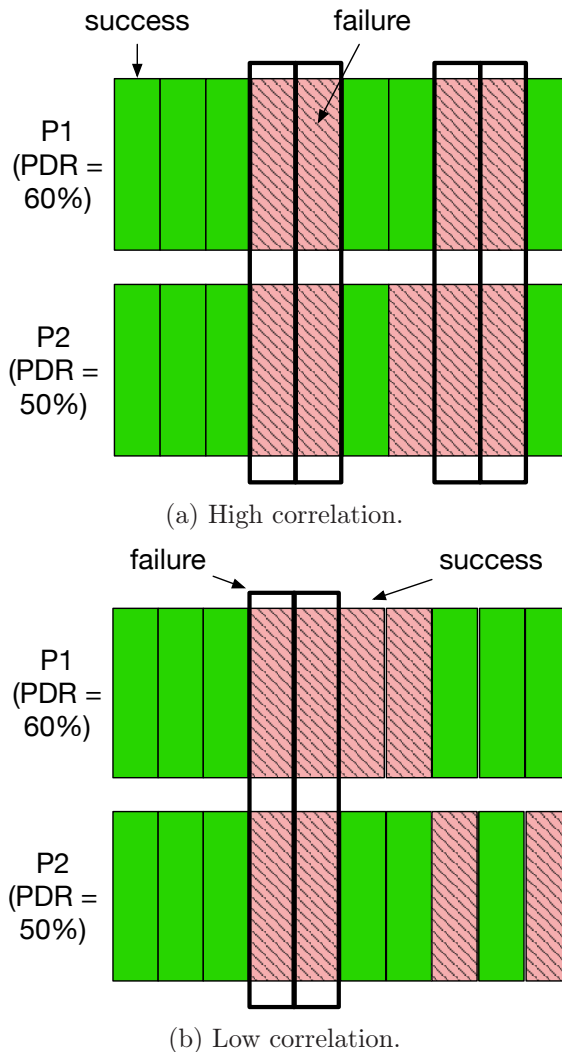 success
failure
P1
(PDR =
60%)
P2
(PDR =
50%)
(a) High correlation.
failure
success
P1
(PDR =
60%)
P2
(PDR =
50%)
(b) Low correlation.